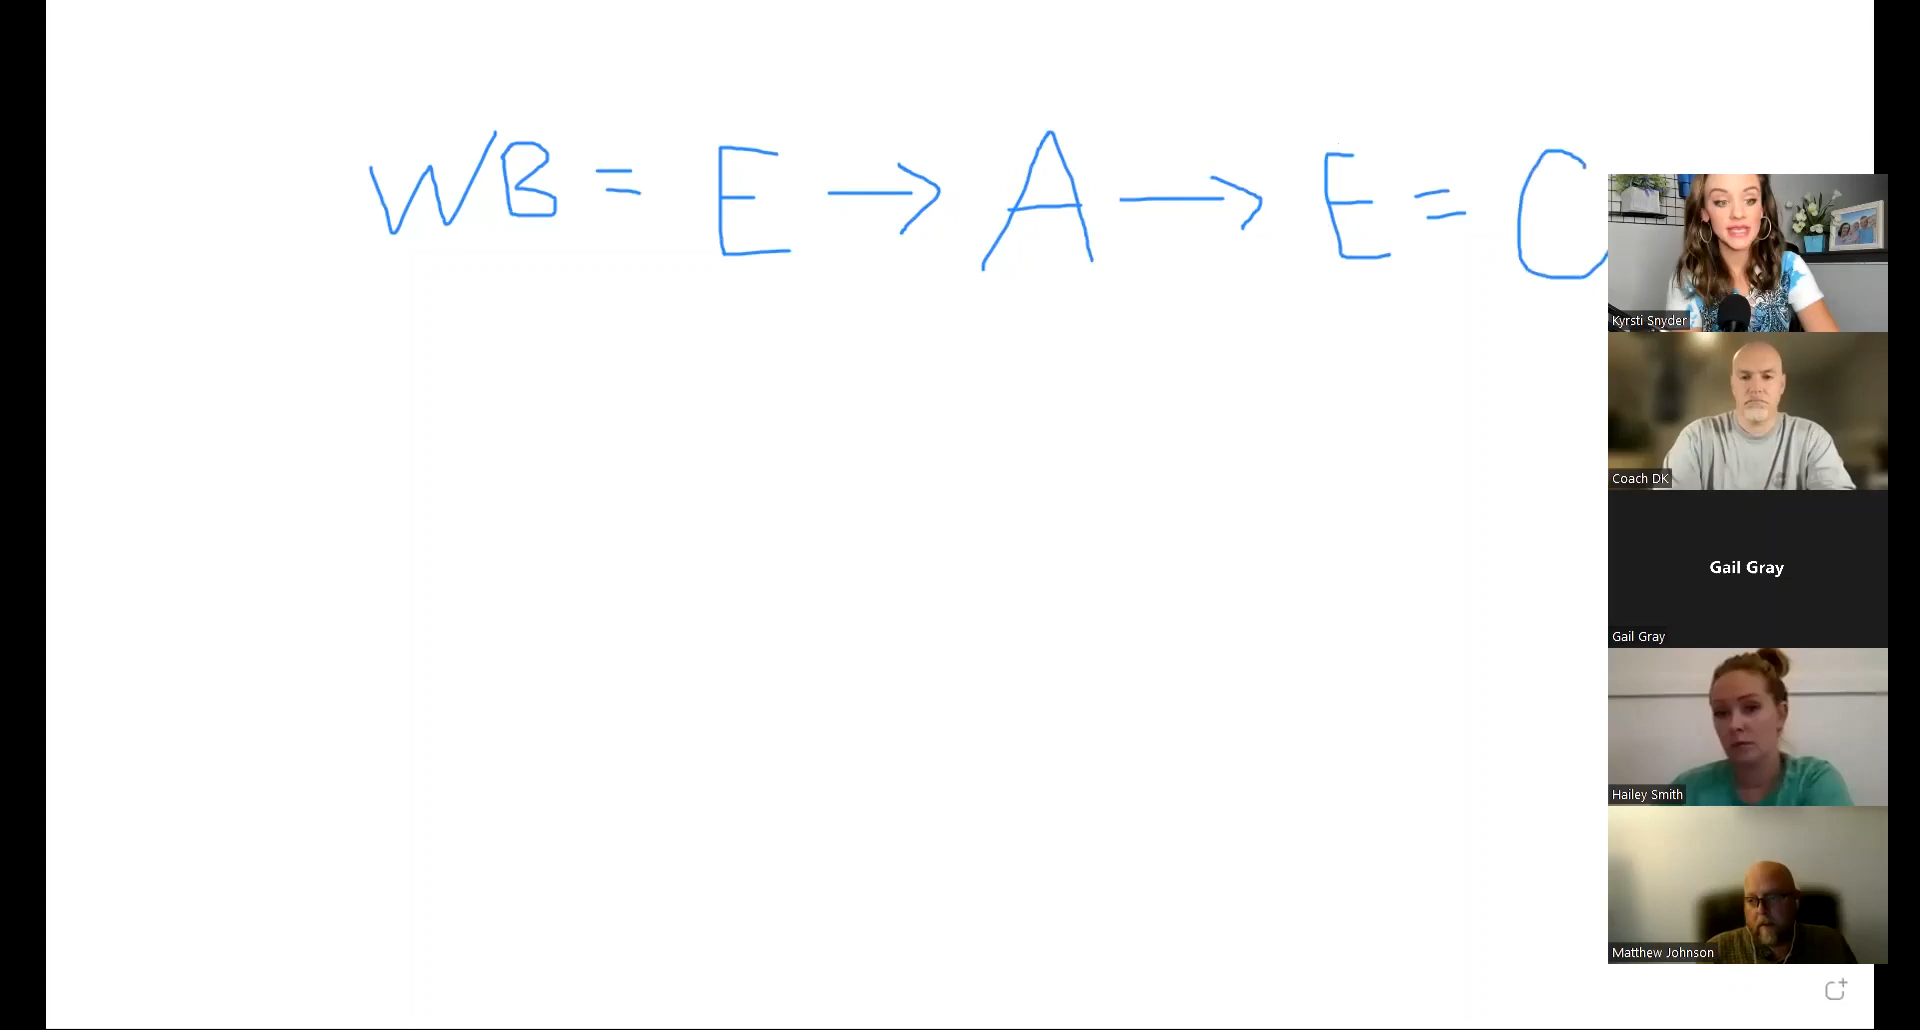 WB = E → A → E = C
Kyrsti Snyder
Coach DK
Gail Gray
Gail Gray
Hailey Smith
Matthew Johnson